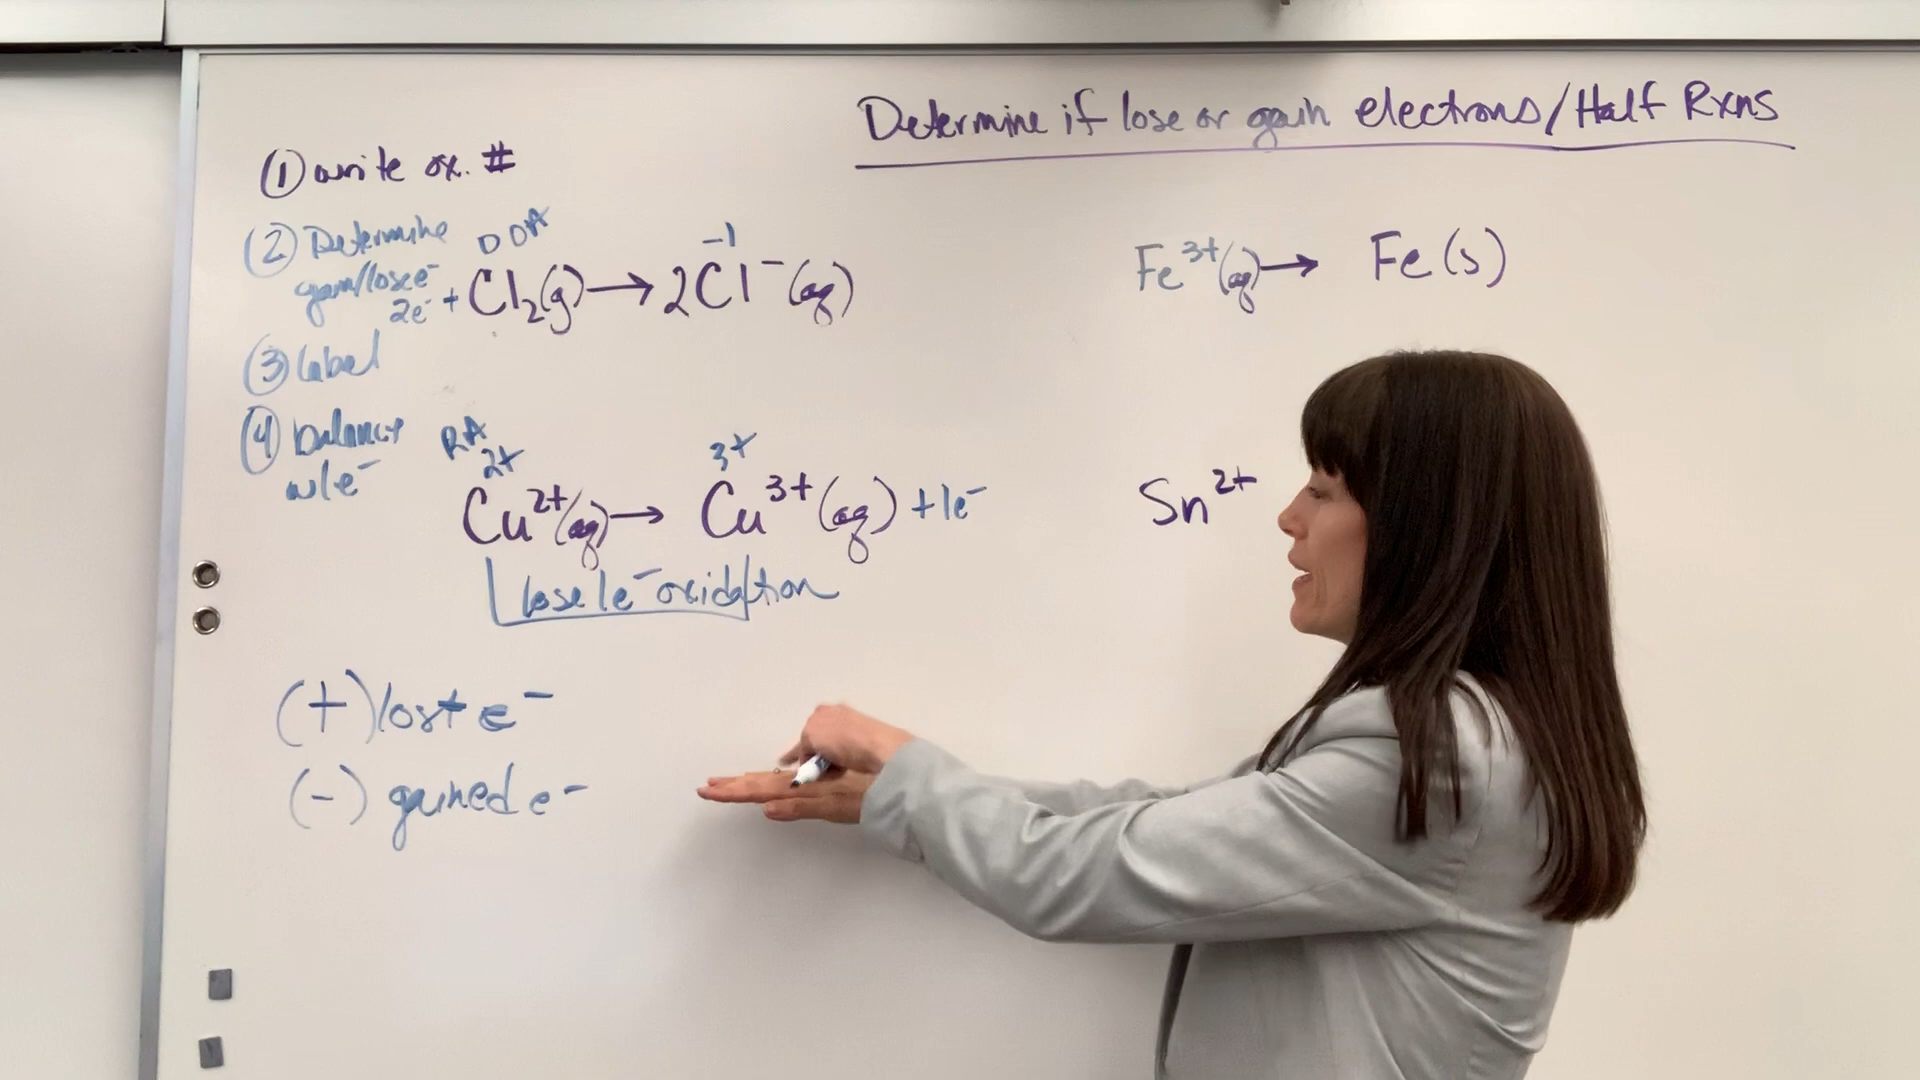 Determine if lose or gain electrons/Half Rxns
① write ox. #
② Determine
gain/lose e⁻
③ label
④ balance
w/e⁻
0 OA
-1
2e⁻ + Cl₂(g) → 2Cl⁻(aq)
RA
2+
3+
Cu²⁺(aq) → Cu³⁺(aq) + 1e⁻
lose 1e⁻ oxidation
(+) lost e⁻
(-) gained e⁻
Fe³⁺(aq) → Fe(s)
Sn²⁺